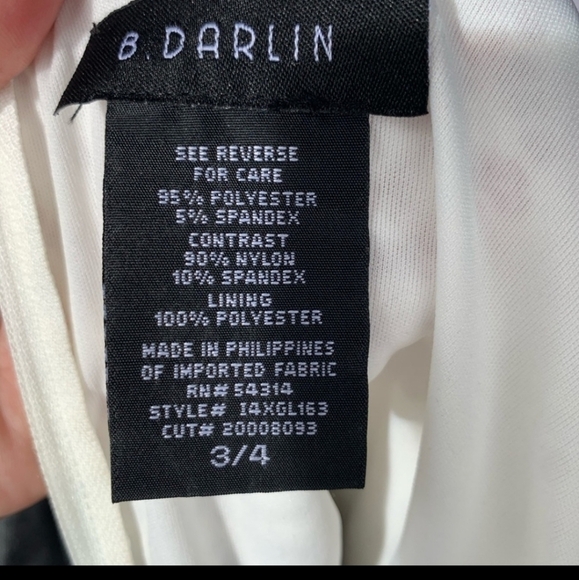 B. DARLIN
SEE REVERSE
FOR CARE
95% POLYESTER
5% SPANDEX
CONTRAST
90% NYLON
10% SPANDEX
LINING
100% POLYESTER
MADE IN PHILIPPINES
OF IMPORTED FABRIC
RN# 54314
STYLE# I4XGL163
CUT# 20008093
3/4